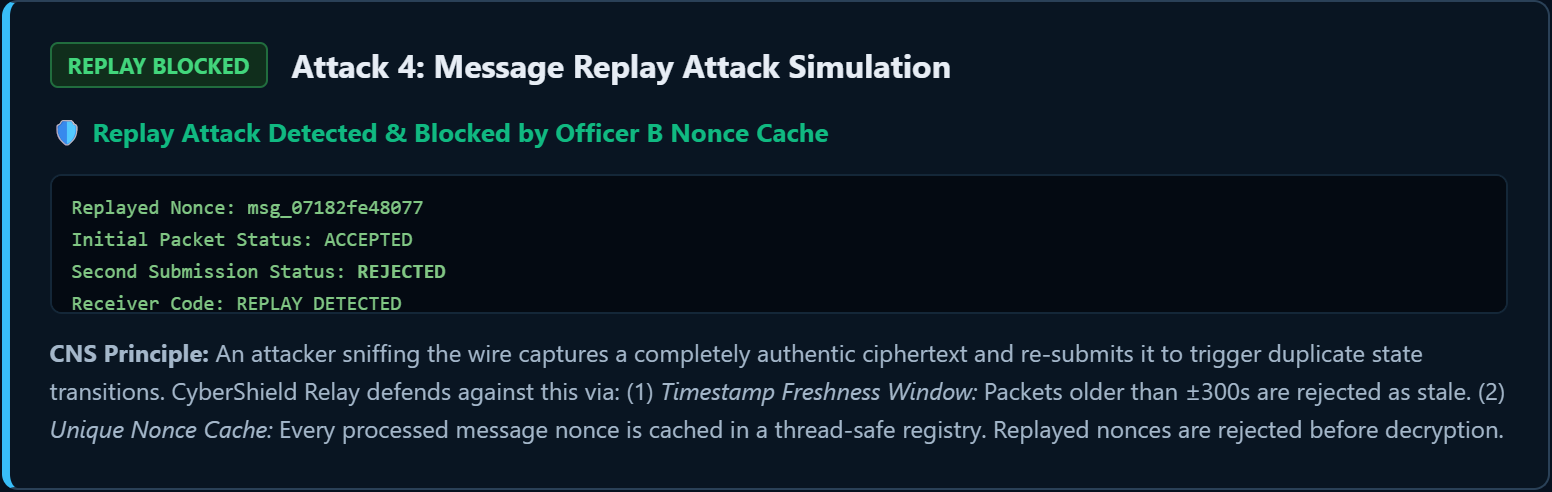 REPLAY BLOCKED Attack 4: Message Replay Attack Simulation
Replay Attack Detected & Blocked by Officer B Nonce Cache
Replayed Nonce: msg_07182fe48077
Initial Packet Status: ACCEPTED
Second Submission Status: REJECTED
Receiver Code: REPLAY DETECTED
CNS Principle: An attacker sniffing the wire captures a completely authentic ciphertext and re-submits it to trigger duplicate state
transitions. CyberShield Relay defends against this via: (1) Timestamp Freshness Window: Packets older than ±300s are rejected as stale. (2)
Unique Nonce Cache: Every processed message nonce is cached in a thread-safe registry. Replayed nonces are rejected before decryption.